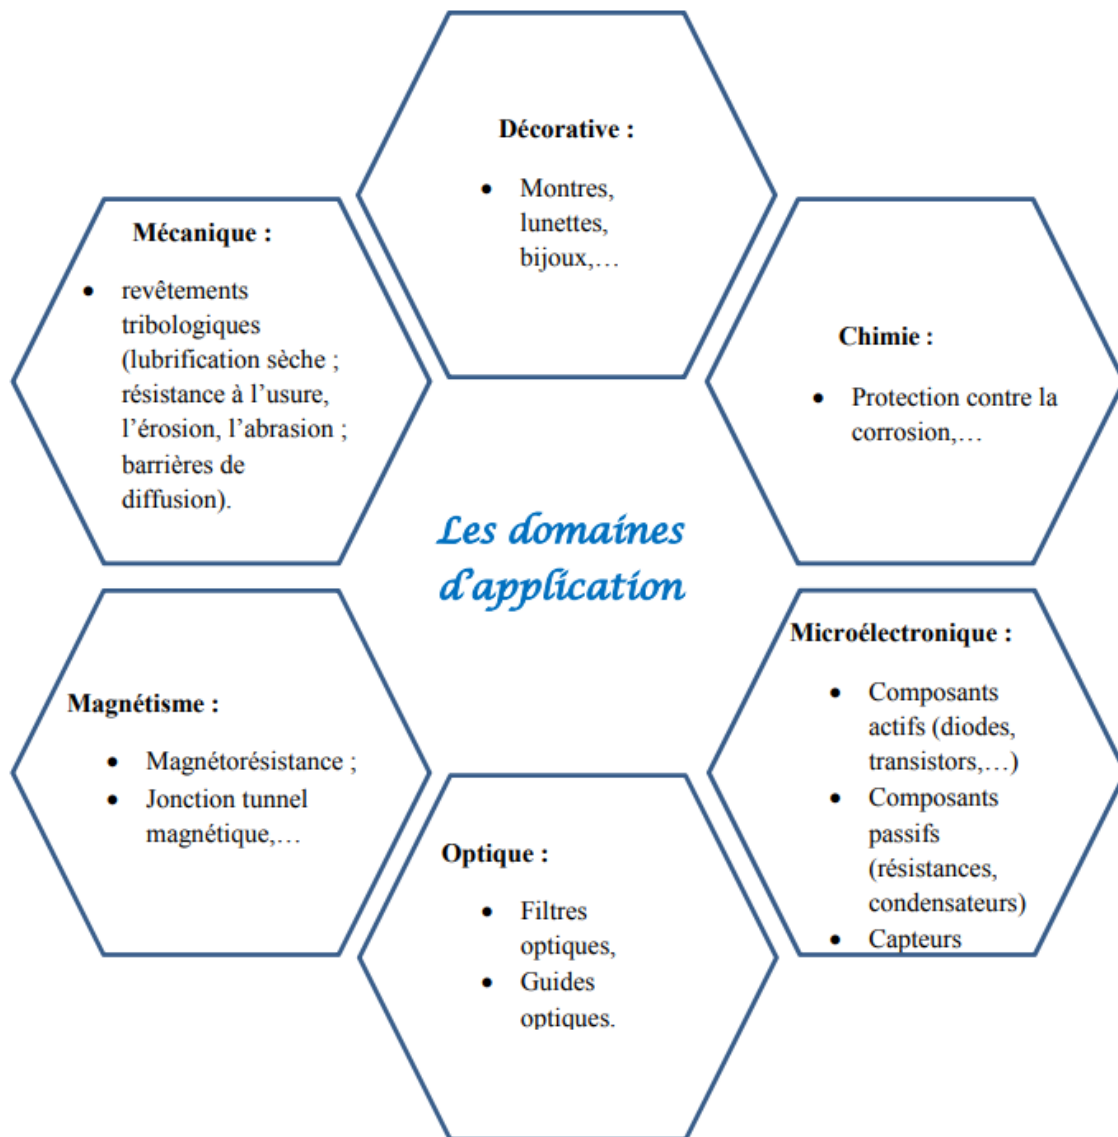 Décorative :
• Montres,
lunettes,
bijoux,…
Mécanique :
• revêtements
tribologiques
(lubrification sèche ;
résistance à l’usure,
l’érosion, l’abrasion ;
barrières de
diffusion).
Chimie :
• Protection contre la
corrosion,…
Les domaines
d’application
Magnétisme :
• Magnétorésistance ;
• Jonction tunnel
magnétique,…
Microélectronique :
• Composants
actifs (diodes,
transistors,…)
• Composants
passifs
(résistances,
condensateurs)
• Capteurs
Optique :
• Filtres
optiques,
• Guides
optiques.